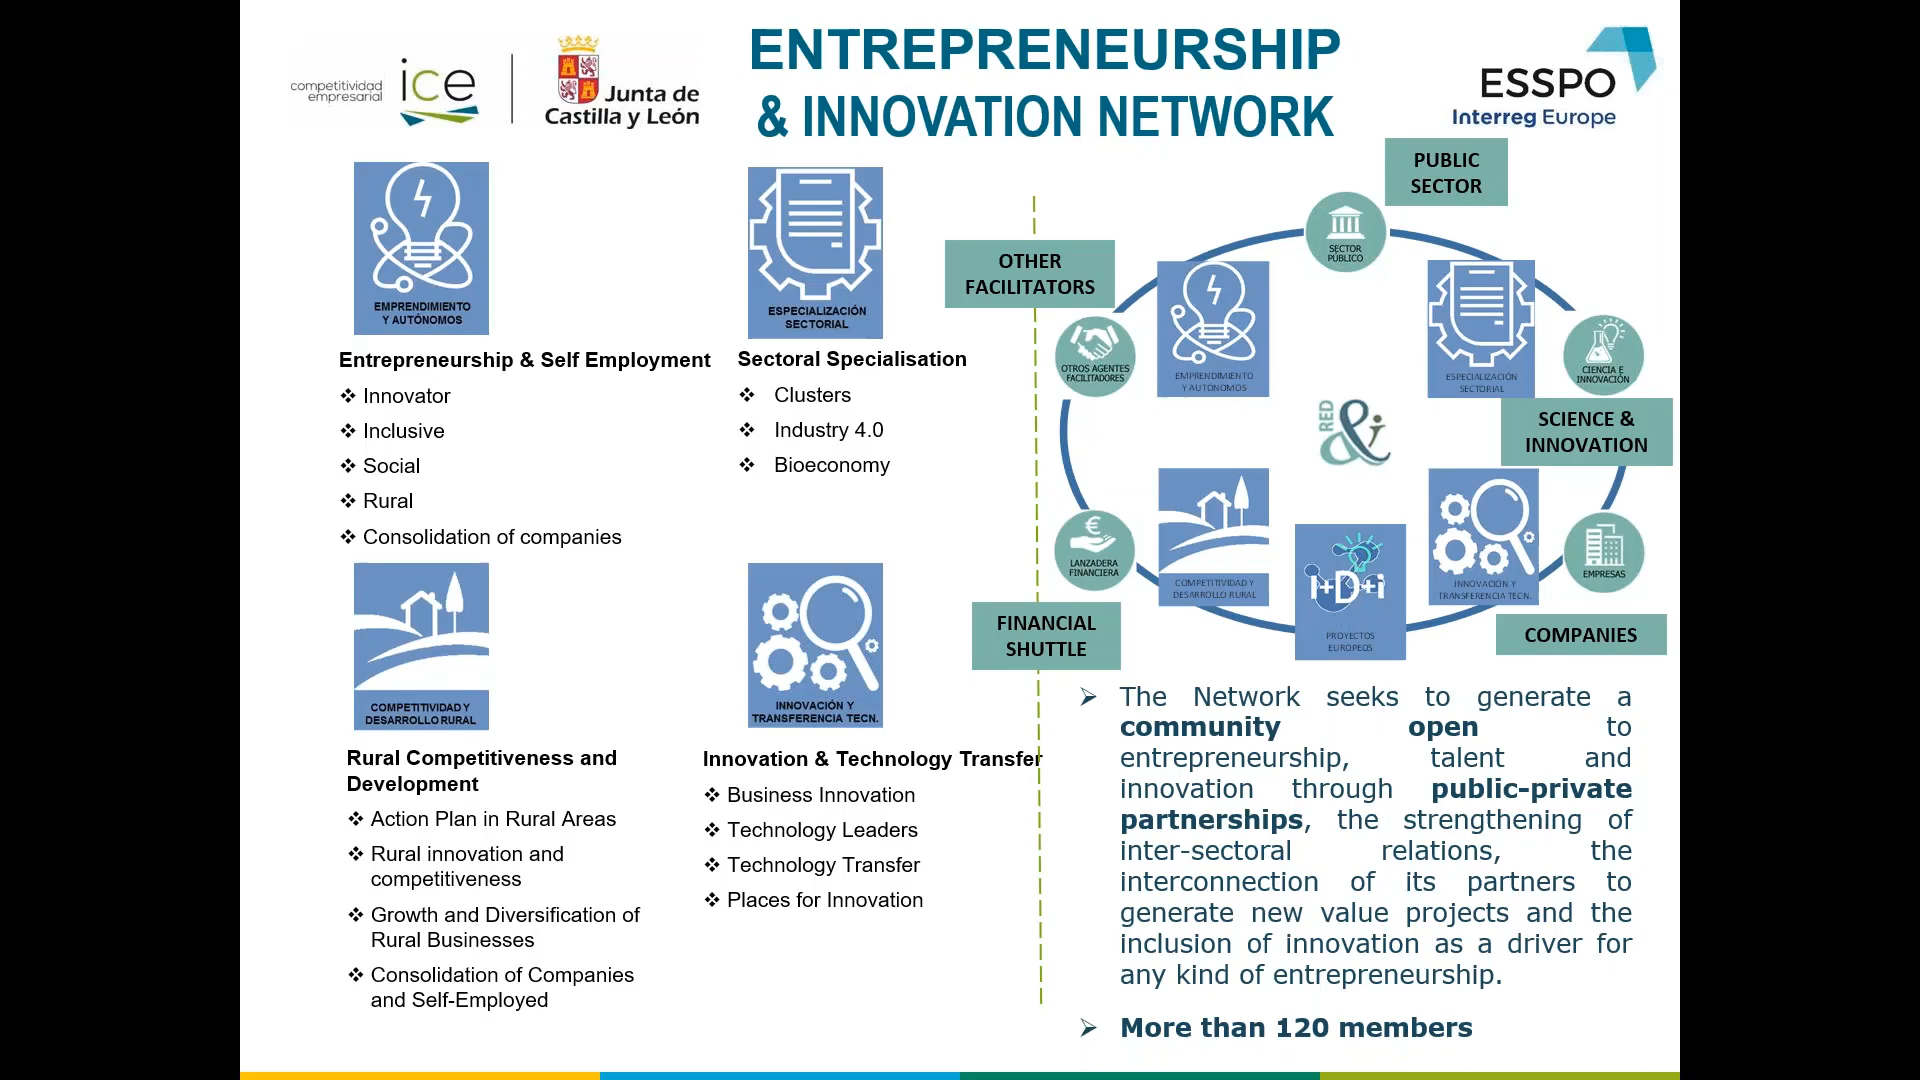 competitividad
empresarial
ice
Junta de
Castilla y León
ENTREPRENEURSHIP
& INNOVATION NETWORK
ESSPO
Interreg Europe
EMPRENDIMIENTO
Y AUTÓNOMOS
Entrepreneurship & Self Employment
❖ Innovator
❖ Inclusive
❖ Social
❖ Rural
❖ Consolidation of companies
ESPECIALIZACIÓN
SECTORIAL
Sectoral Specialisation
❖ Clusters
❖ Industry 4.0
❖ Bioeconomy
COMPETITIVIDAD Y
DESARROLLO RURAL
Rural Competitiveness and
Development
❖ Action Plan in Rural Areas
❖ Rural innovation and
competitiveness
❖ Growth and Diversification of
Rural Businesses
❖ Consolidation of Companies
and Self-Employed
INNOVACIÓN Y
TRANSFERENCIA TECN.
Innovation & Technology Transfer
❖ Business Innovation
❖ Technology Leaders
❖ Technology Transfer
❖ Places for Innovation
PUBLIC
SECTOR
SECTOR
PÚBLICO
OTHER
FACILITATORS
OTROS AGENTES
FACILITADORES
EMPRENDIMIENTO
Y AUTÓNOMOS
ESPECIALIZACIÓN
SECTORIAL
CIENCIA E
INNOVACIÓN
SCIENCE &
INNOVATION
RED
&i
€
LANZADERA
FINANCIERA
COMPETITIVIDAD Y
DESARROLLO RURAL
I+D+i
PROYECTOS
EUROPEOS
INNOVACIÓN Y
TRANSFERENCIA TECN.
EMPRESAS
FINANCIAL
SHUTTLE
COMPANIES
➢ The Network seeks to generate a
community open to
entrepreneurship, talent and
innovation through public-private
partnerships, the strengthening of
inter-sectoral relations, the
interconnection of its partners to
generate new value projects and the
inclusion of innovation as a driver for
any kind of entrepreneurship.
➢ More than 120 members